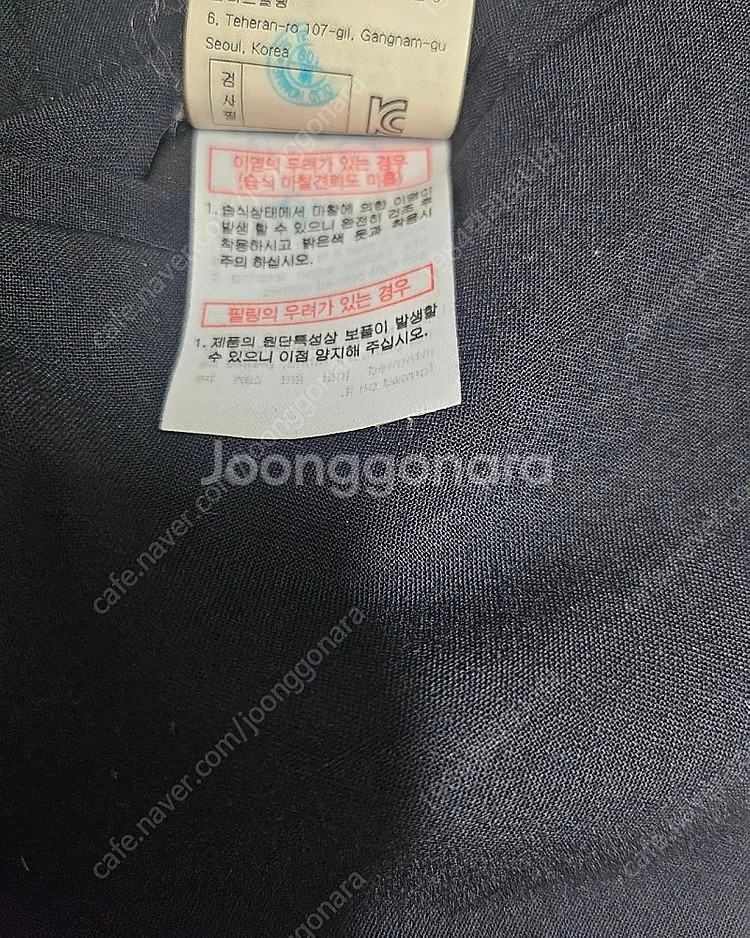 6, Teheran-ro 107-gil, Gangnam-gu
Seoul, Korea
검
사
필
이염의 우려가 있는 경우
(습식 마찰견뢰도 미흡)
1. 습식상태에서 마찰에 의한 이염이
발생 할 수 있으니 완전히 건조 후
착용하시고 밝은색 옷과 착용시
주의 하십시오.
필링의 우려가 있는 경우
1. 제품의 원단특성상 보풀이 발생할
수 있으니 이점 양지해 주십시오.
Joonggonara
cafe.naver.com/joonggonara
cafe.naver.com/joonggonara